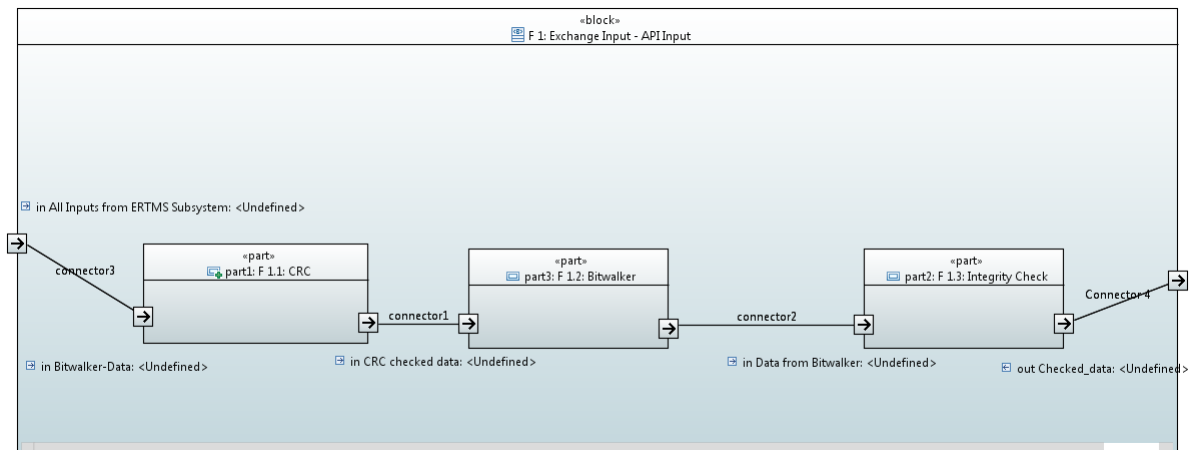 «block»
F 1: Exchange Input - API Input
in All Inputs from ERTMS Subsystem: <Undefined>
connector3
«part»
part1: F 1.1: CRC
«part»
part3: F 1.2: Bitwalker
«part»
part2: F 1.3: Integrity Check
Connector 4
connector1
connector2
in Bitwalker-Data: <Undefined>
in CRC checked data: <Undefined>
in Data from Bitwalker: <Undefined>
out Checked_data: <Undefined>